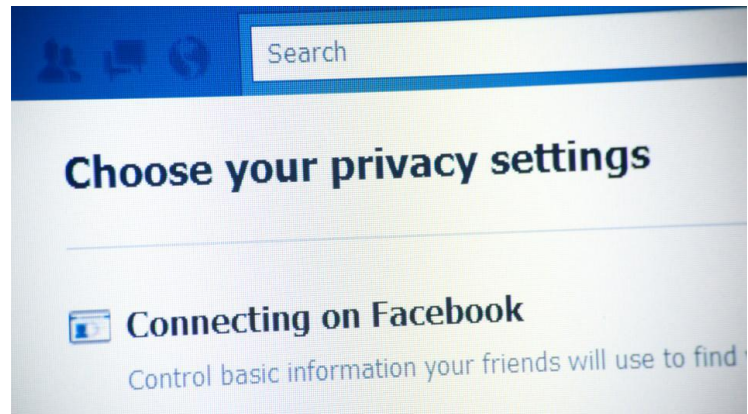 Search
Choose your privacy settings
Connecting on Facebook
Control basic information your friends will use to find